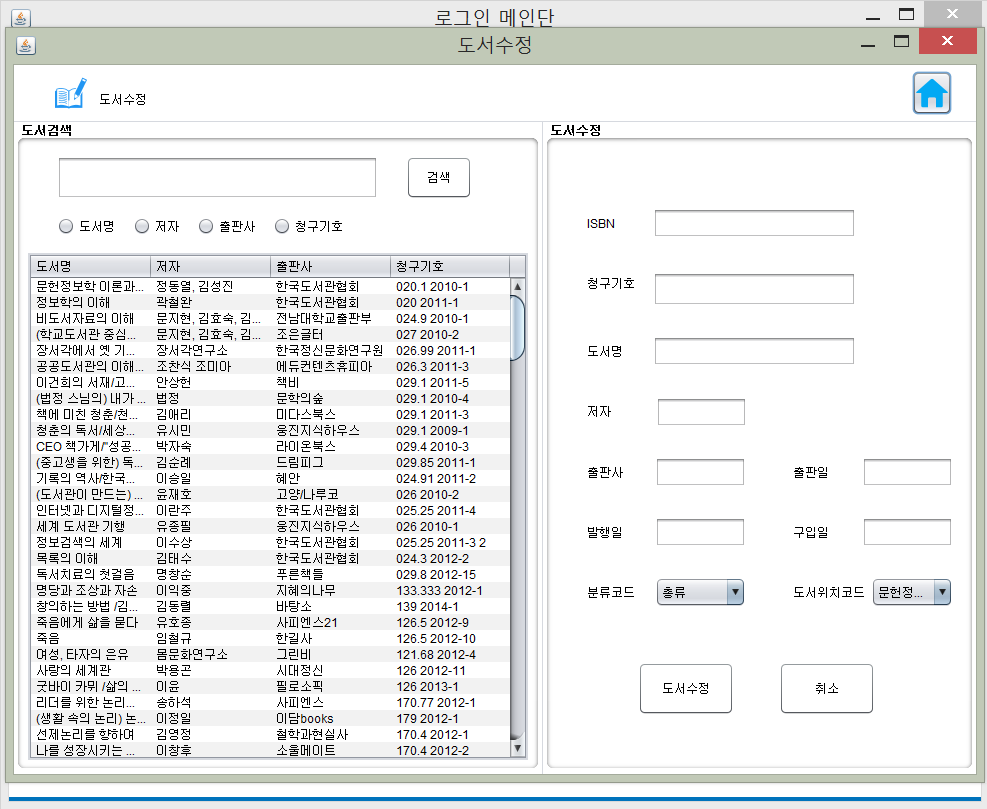 로그인 메인단
도서수정
도서수정
도서검색
검색
도서명 저자 출판사 청구기호
도서명 저자 출판사 청구기호
문헌정보학 이론과... 정동열, 김성진 한국도서관협회 020.1 2010-1
정보학의 이해 곽철완 한국도서관협회 020 2011-1
비도서자료의 이해 문지현, 김효숙, 김... 전남대학교출판부 024.9 2010-1
(학교도서관 중심... 문지현, 김효숙, 김... 조은글터 027 2010-2
장서각에서 옛 기... 장서각연구소 한국정신문화연구원 026.99 2011-1
공공도서관의 이해... 조찬식 조미아 에듀컨텐츠휴피아 026.3 2011-3
이건희의 서재/고... 안상헌 책비 029.1 2011-5
(법정 스님의) 내가 ... 법정 문학의숲 029.1 2010-4
책에 미친 청춘/천... 김애리 미다스북스 029.1 2011-3
청춘의 독서/세상... 유시민 웅진지식하우스 029.1 2009-1
CEO 책가게/"성공... 박자숙 라이온북스 029.4 2010-3
(중고생을 위한) 독... 김순례 드림피그 029.85 2011-1
기록의 역사/한국... 이승일 혜안 024.91 2011-2
(도서관이 만드는) ... 윤재호 고양/나루코 026 2010-2
인터넷과 디지털정... 이란주 한국도서관협회 025.25 2011-4
세계 도서관 기행 유종필 웅진지식하우스 026 2010-1
정보검색의 세계 이수상 한국도서관협회 025.25 2011-3 2
목록의 이해 김태수 한국도서관협회 024.3 2012-2
독서치료의 첫걸음 명창순 푸른책들 029.8 2012-15
명당과 조상과 자손 이익중 지혜의나무 133.333 2012-1
창의하는 방법 /김... 김동렬 바탕소 139 2014-1
죽음에게 삶을 묻다 유호종 사피엔스21 126.5 2012-9
죽음 임철규 한길사 126.5 2012-10
여성, 타자의 은유 몸문화연구소 그린비 121.68 2012-4
사랑의 세계관 박용곤 시대정신 126 2012-11
굿바이 카뮈 /삶의 ... 이윤 필로소픽 126 2013-1
리더를 위한 논리... 송하석 사피엔스 170.77 2012-1
(생활 속의 논리) 논... 이정일 이담books 179 2012-1
선제논리를 향하여 김영정 철학과현실사 170.4 2012-1
나를 성장시키는 ... 이창후 소울메이트 170.4 2012-2
도서수정
ISBN
청구기호
도서명
저자
출판사 출판일
발행일 구입일
분류코드 총류 도서위치코드 문헌정...
도서수정 취소